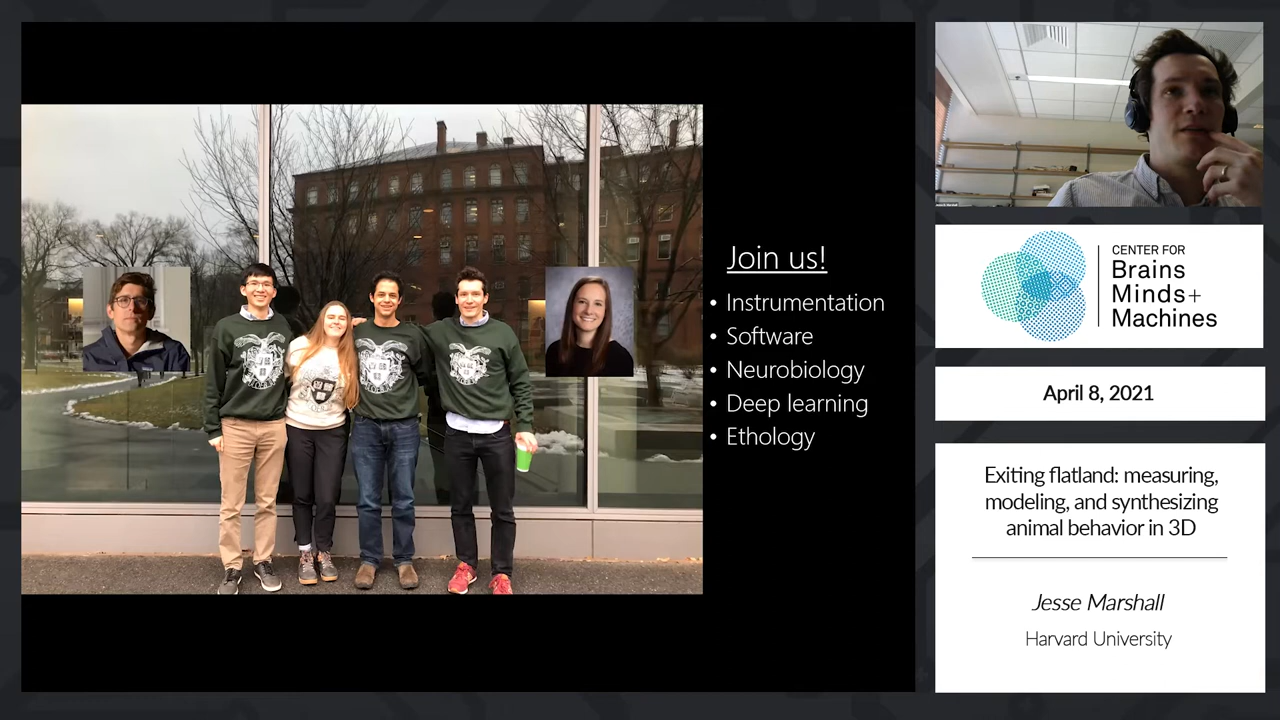 Join us!
• Instrumentation
• Software
• Neurobiology
• Deep learning
• Ethology
CENTER FOR
Brains
Minds+
Machines
April 8, 2021
Exiting flatland: measuring,
modeling, and synthesizing
animal behavior in 3D
Jesse Marshall
Harvard University